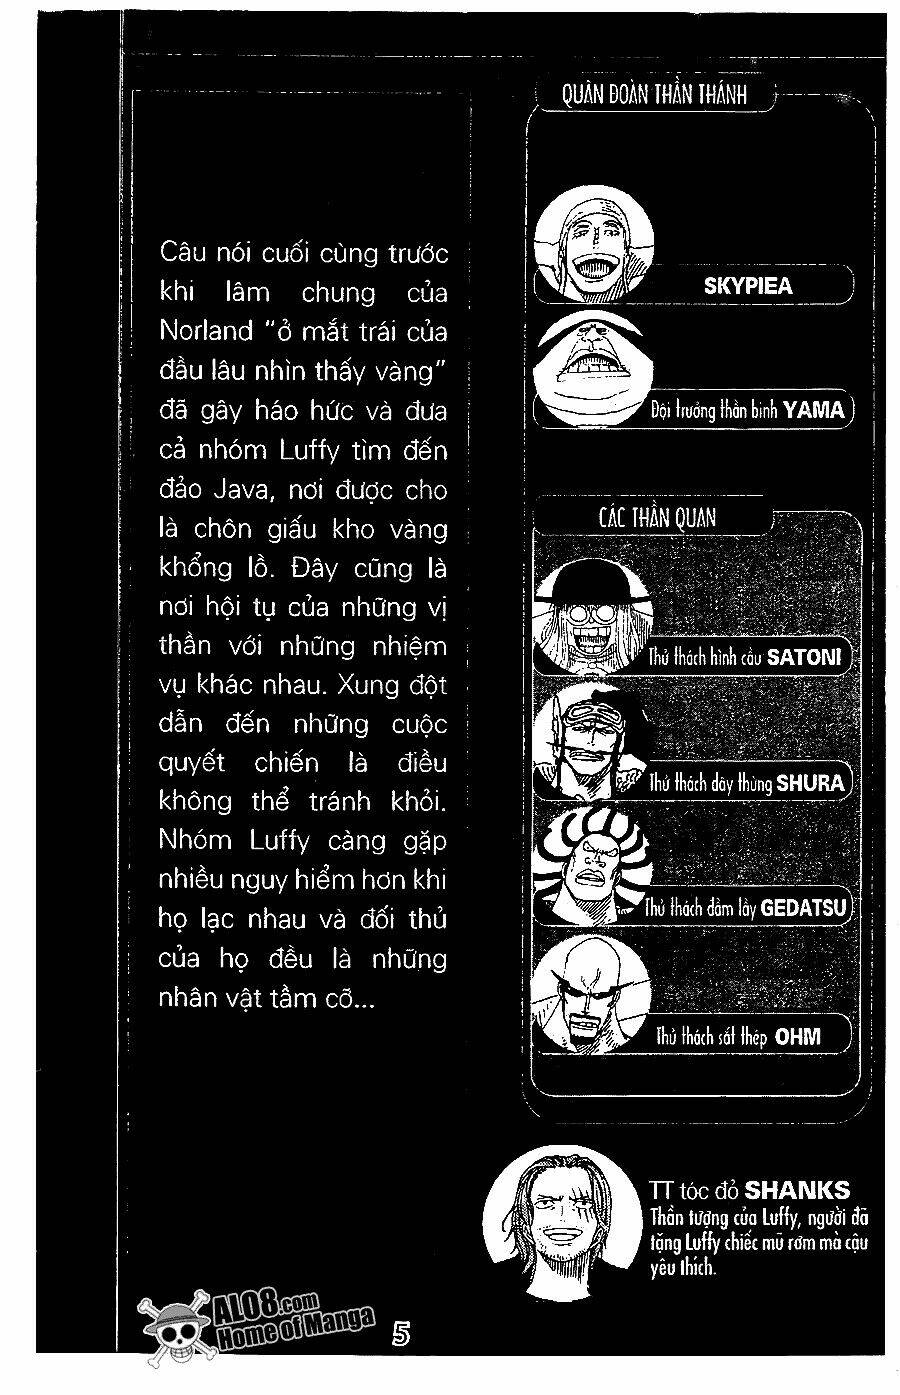 Câu nói cuối cùng trước
khi lâm chung của
Norland "ở mắt trái của
đầu lâu nhìn thấy vàng"
đã gây háo hức và đưa
cả nhóm Luffy tìm đến
đảo Java, nơi được cho
là chôn giấu kho vàng
khổng lồ. Đây cũng là
nơi hội tụ của những vị
thần với những nhiệm
vụ khác nhau. Xung đột
dẫn đến những cuộc
quyết chiến là điều
không thể tránh khỏi.
Nhóm Luffy càng gặp
nhiều nguy hiểm hơn khi
họ lạc nhau và đối thủ
của họ đều là những
nhân vật tầm cỡ...
QUÂN ĐOÀN THẦN THÁNH
SKYPIEA
Đội trưởng thần binh YAMA
CÁC THẦN QUAN
Thử thách hình cầu SATONI
Thử thách dây thừng SHURA
Thử thách đầm lầy GEDATSU
Thử thách sắt thép OHM
TT tóc đỏ SHANKS
Thần tượng của Luffy, người đã
tặng Luffy chiếc mũ rơm mà cậu
yêu thích.
ALO8.com
Home of Manga
5